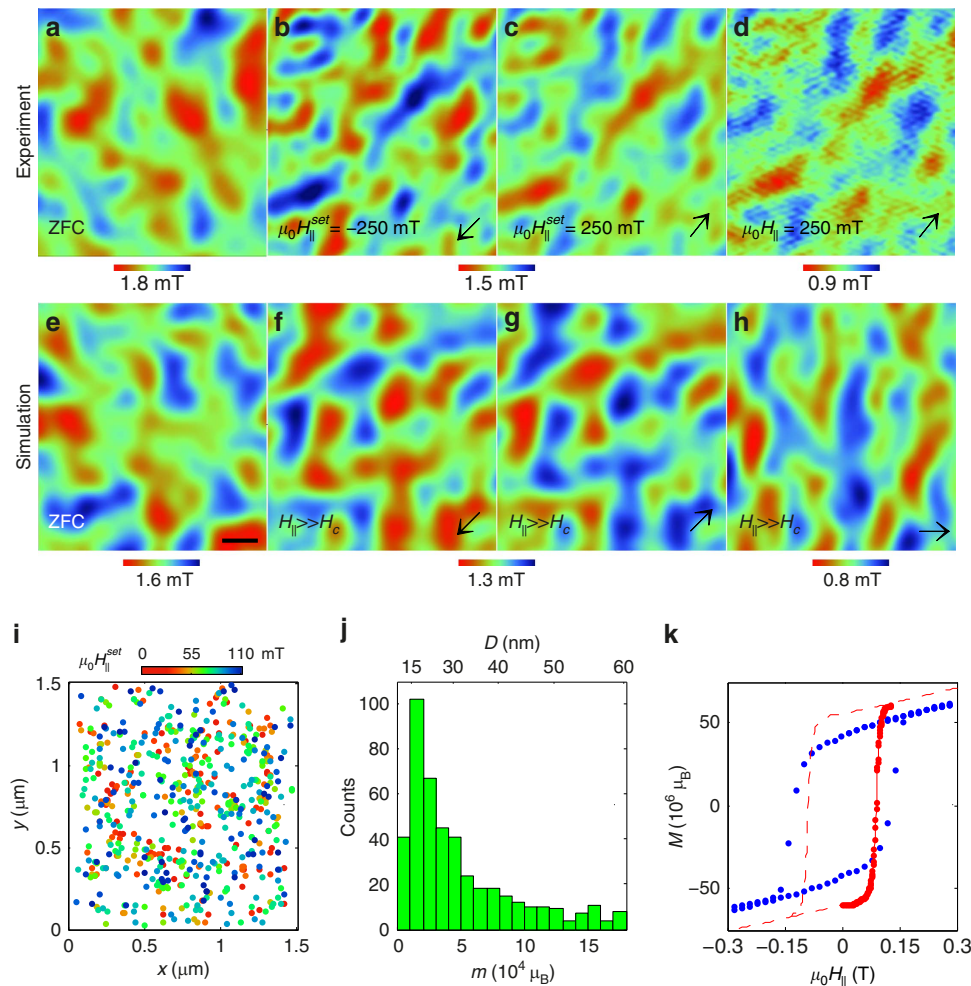 a b c d
Experiment
ZFC
μ₀H∥^set = −250 mT
μ₀H∥^set = 250 mT
μ₀H∥ = 250 mT
1.8 mT
1.5 mT
0.9 mT
e f g h
Simulation
ZFC
H∥>>Hc
H∥>>Hc
H∥>>Hc
1.6 mT
1.3 mT
0.8 mT
i
μ₀H∥^set
0 55 110 mT
1.5
1
0.5
0
y (μm)
0 0.5 1 1.5
x (μm)
j
D (nm)
15 30 40 50 60
100
80
60
40
20
0
Counts
0 5 10 15
m (10⁴ μB)
k
50
0
−50
M (10⁶ μB)
−0.3 −0.15 0 0.15 0.3
μ₀H∥ (T)